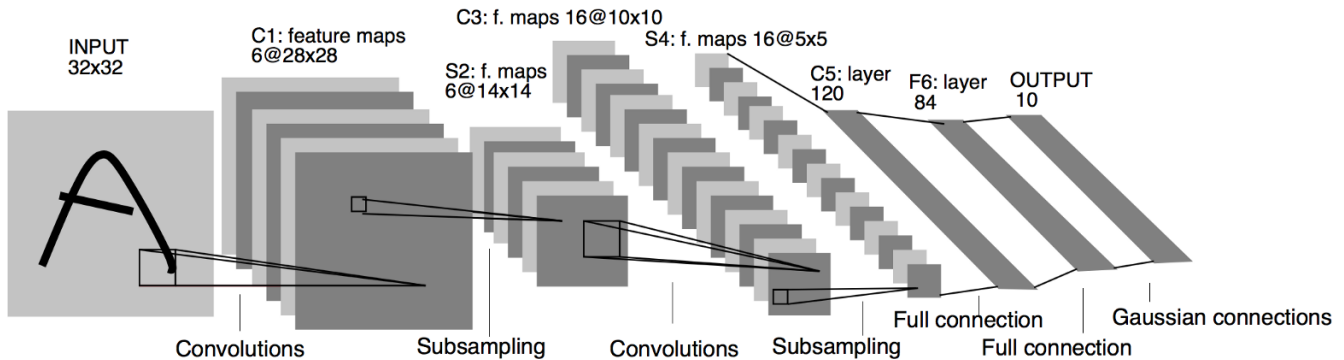 INPUT
32x32
C1: feature maps
6@28x28
S2: f. maps
6@14x14
C3: f. maps 16@10x10
S4: f. maps 16@5x5
C5: layer
120
F6: layer
84
OUTPUT
10
Convolutions
Subsampling
Convolutions
Subsampling
Full connection
Full connection
Gaussian connections